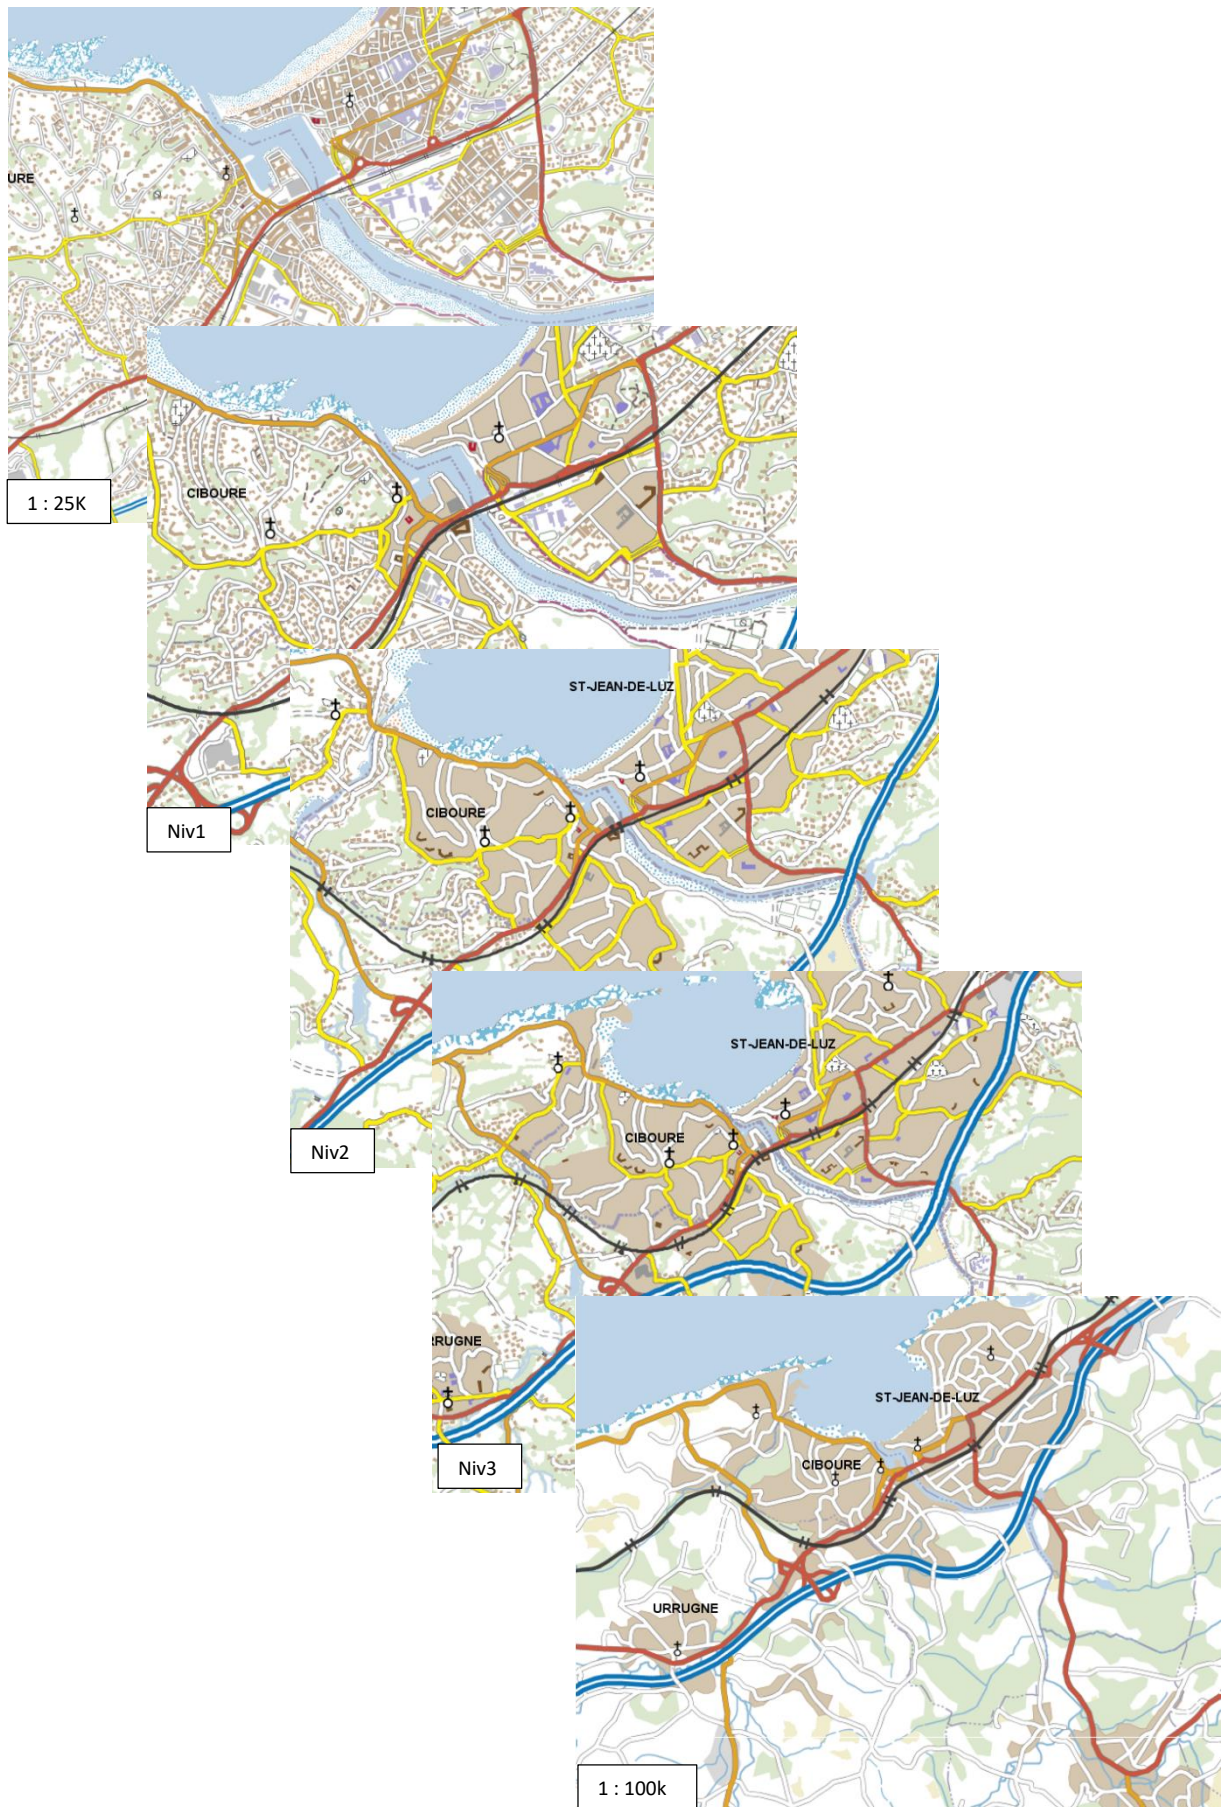 URE
1 : 25K
CIBOURE
Niv1
ST-JEAN-DE-LUZ
CIBOURE
Niv2
ST-JEAN-DE-LUZ
CIBOURE
RRUGNE
Niv3
ST-JEAN-DE-LUZ
CIBOURE
URRUGNE
1 : 100k